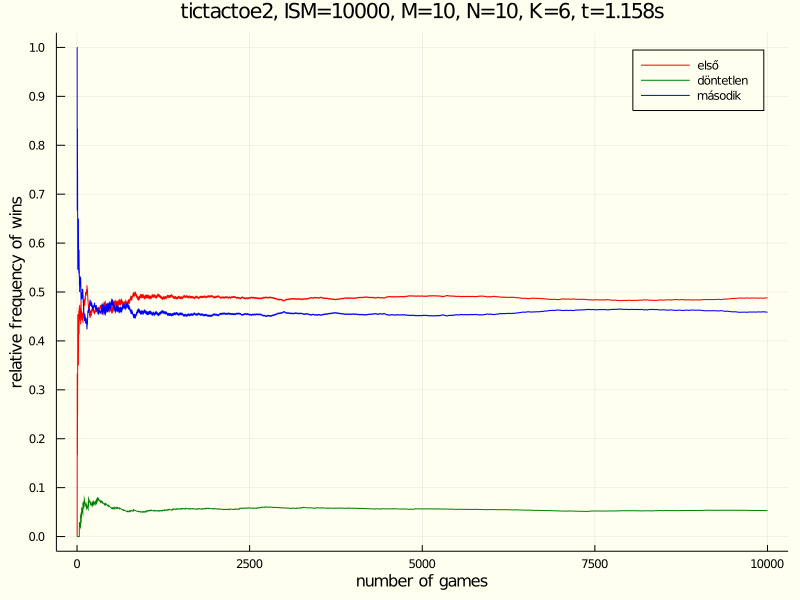 tictactoe2, ISM=10000, M=10, N=10, K=6, t=1.158s
első
döntetlen
második
relative frequency of wins
1.0
0.9
0.8
0.7
0.6
0.5
0.4
0.3
0.2
0.1
0.0
0
2500
5000
7500
10000
number of games